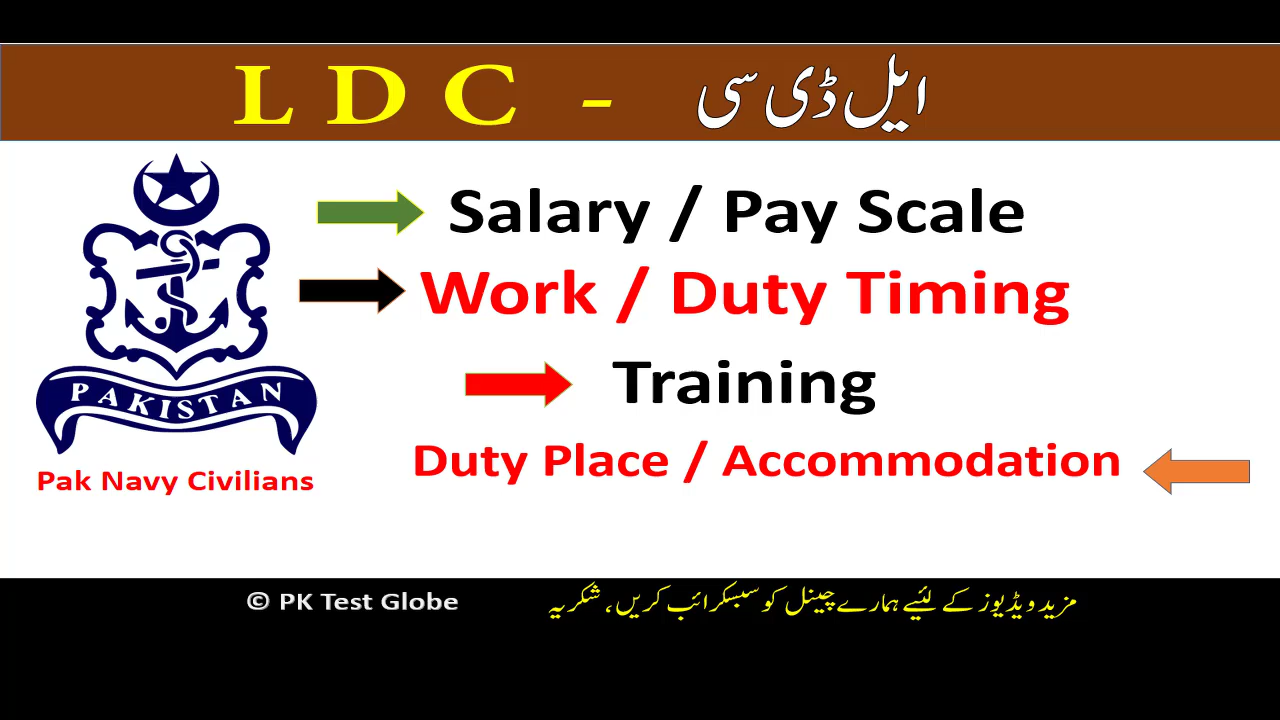 L D C - ایل ڈی سی
Salary / Pay Scale
Work / Duty Timing
Training
Duty Place / Accommodation
PAKISTAN
Pak Navy Civilians
© PK Test Globe
مزید ویڈیوز کے لئیے ہمارے چینل کو سبسکرائب کریں ، شکریہ